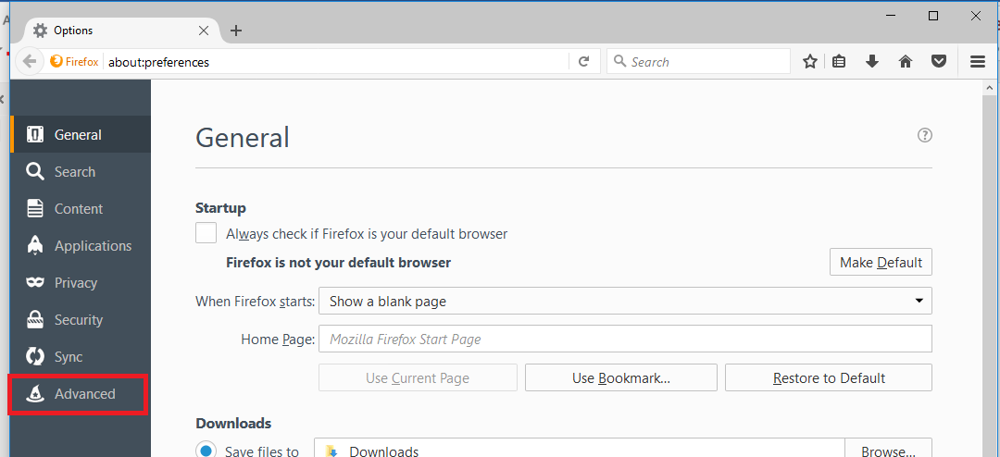 Options
Firefox about:preferences Search
General
Search
Content
Applications
Privacy
Security
Sync
Advanced
General
Startup
Always check if Firefox is your default browser
Firefox is not your default browser Make Default
When Firefox starts: Show a blank page
Home Page: Mozilla Firefox Start Page
Use Current Page Use Bookmark... Restore to Default
Downloads
Save files to Downloads Browse...